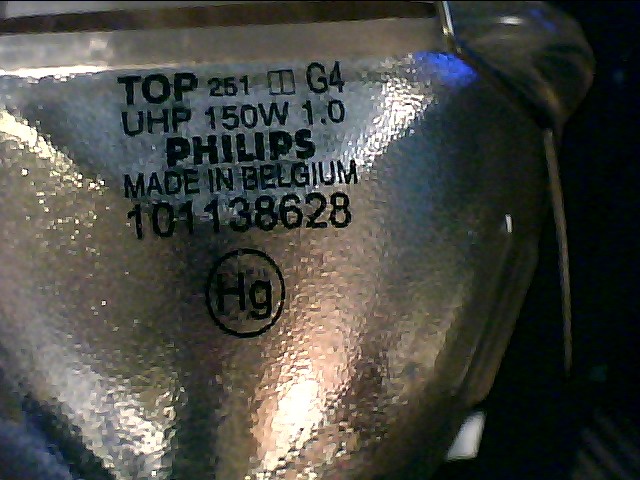 TOP 251 G4
UHP 150W 1.0
PHILIPS
MADE IN BELGIUM
101138628
Hg